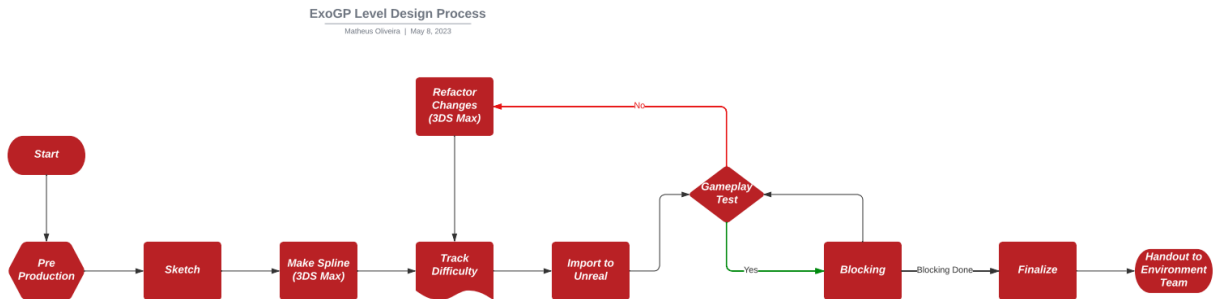 ExoGP Level Design Process
Matheus Oliveira | May 8, 2023
Refactor
Changes
(3DS Max)
No
Start
Gameplay
Test
Pre
Production
Sketch
Make Spline
(3DS Max)
Track
Difficulty
Import to
Unreal
Yes
Blocking
Blocking Done
Finalize
Handout to
Environment
Team